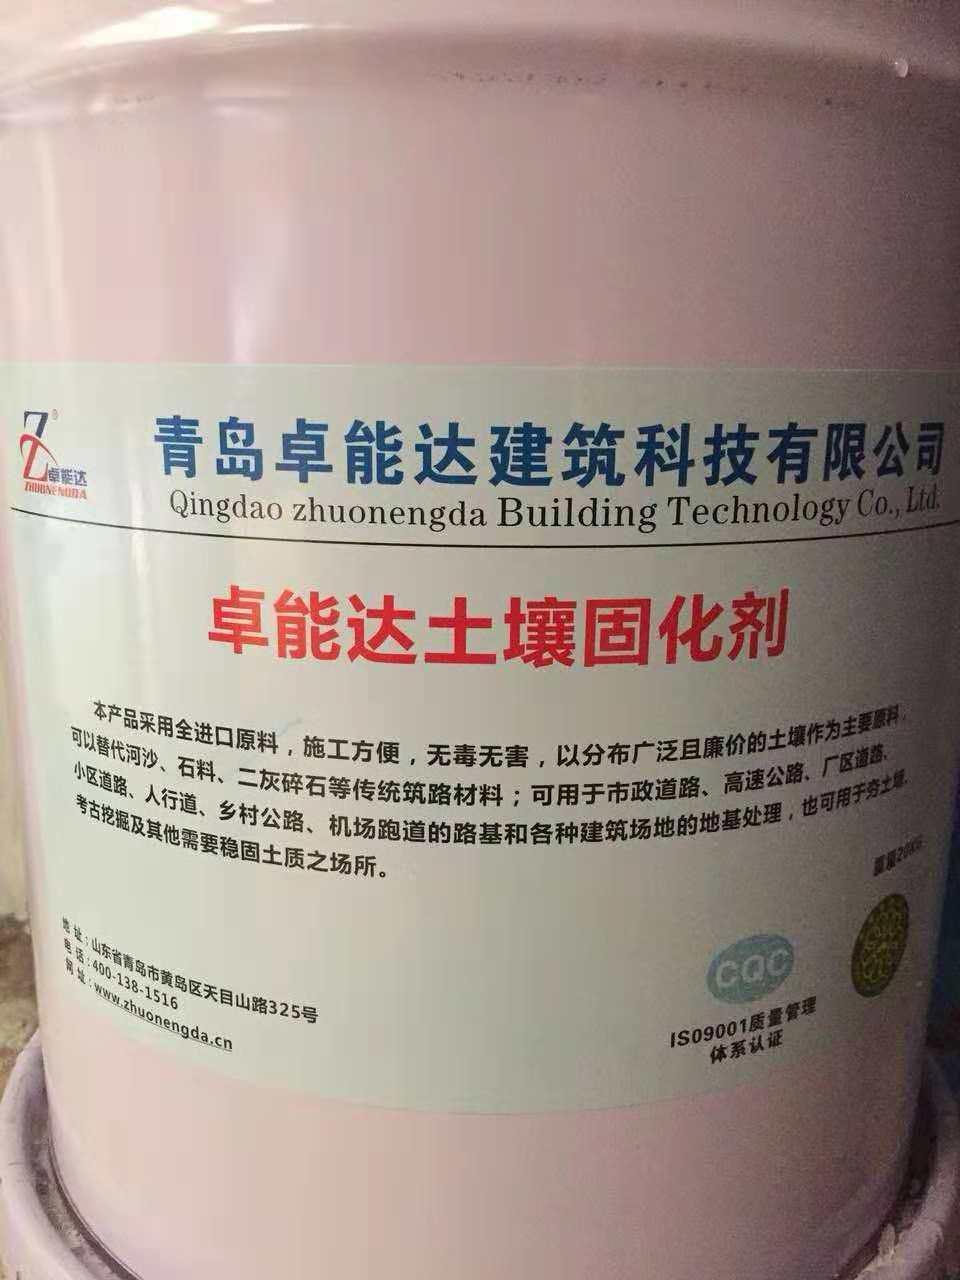 卓能达
ZHUONENGDA
青岛卓能达建筑科技有限公司
Qingdao zhuonengda Building Technology Co., Ltd.
卓能达土壤固化剂
本产品采用全进口原料，施工方便，无毒无害，以分布广泛且廉价的土壤作为主要原料，
可以替代河沙、石料、二灰碎石等传统筑路材料；可用于市政道路、高速公路、厂区道路、
小区道路、人行道、乡村公路、机场跑道的路基和各种建筑场地的地基处理，也可用于夯土墙、
考古挖掘及其他需要稳固土质之场所。
重量20KG
地 址：山东省青岛市黄岛区天目山路325号
电 话：400-138-1516
网 址：www.zhuonengda.cn
CQC
ISO9001质量管理
体系认证